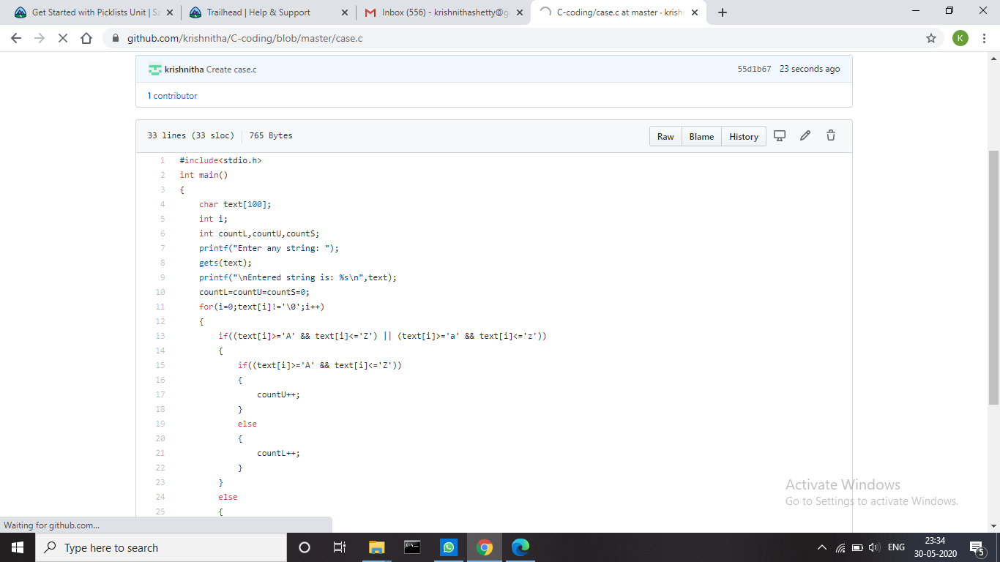 Get Started with Picklists Unit | Sa
Trailhead | Help & Support
Inbox (556) - krishnithashetty@g
C-coding/case.c at master · krish
github.com/krishnitha/C-coding/blob/master/case.c
K
krishnitha Create case.c
55d1b67 23 seconds ago
1 contributor
33 lines (33 sloc) 765 Bytes
Raw Blame History
1 #include<stdio.h>
2 int main()
3 {
4 char text[100];
5 int i;
6 int countL,countU,countS;
7 printf("Enter any string: ");
8 gets(text);
9 printf("\nEntered string is: %s\n",text);
10 countL=countU=countS=0;
11 for(i=0;text[i]!='\0';i++)
12 {
13 if((text[i]>='A' && text[i]<='Z') || (text[i]>='a' && text[i]<='z'))
14 {
15 if((text[i]>='A' && text[i]<='Z'))
16 {
17 countU++;
18 }
19 else
20 {
21 countL++;
22 }
23 }
24 else
25 {
Activate Windows
Go to Settings to activate Windows.
Waiting for github.com...
Type here to search
ENG
23:34
30-05-2020
5